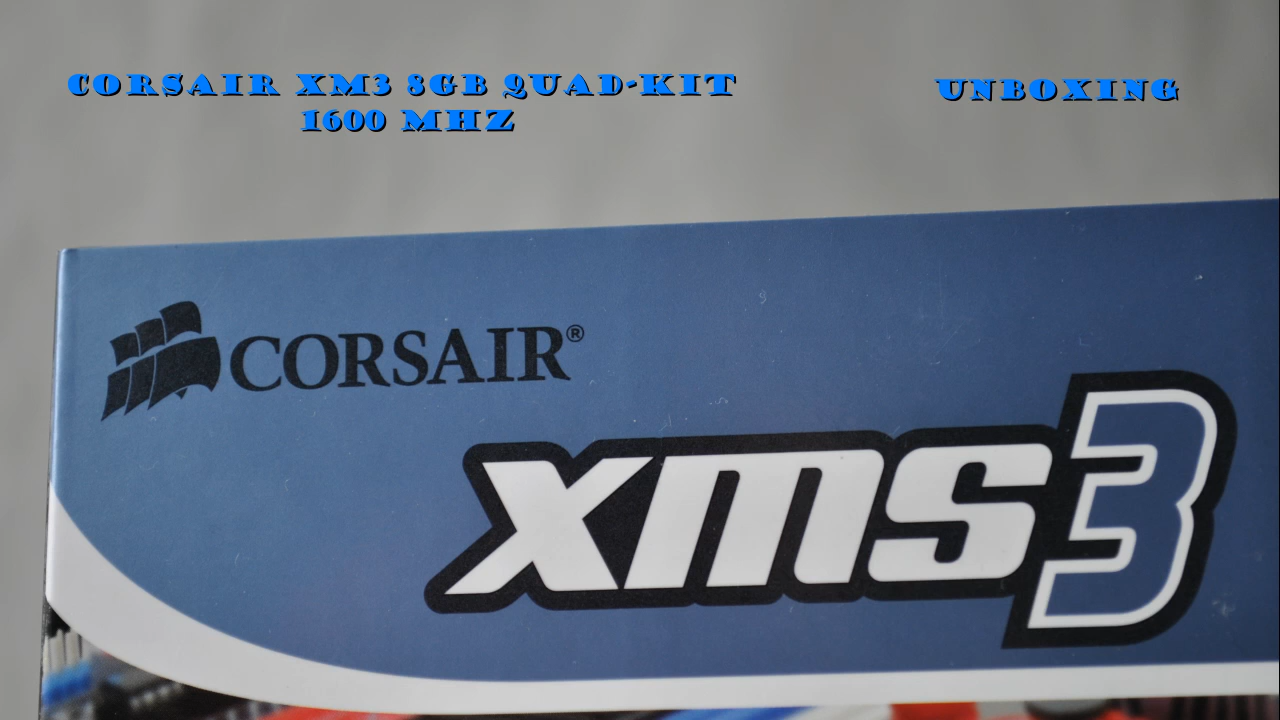 CORSAIR XM3 8GB QUAD-KIT
1600 MHZ
UNBOXING
CORSAIR®
xms3